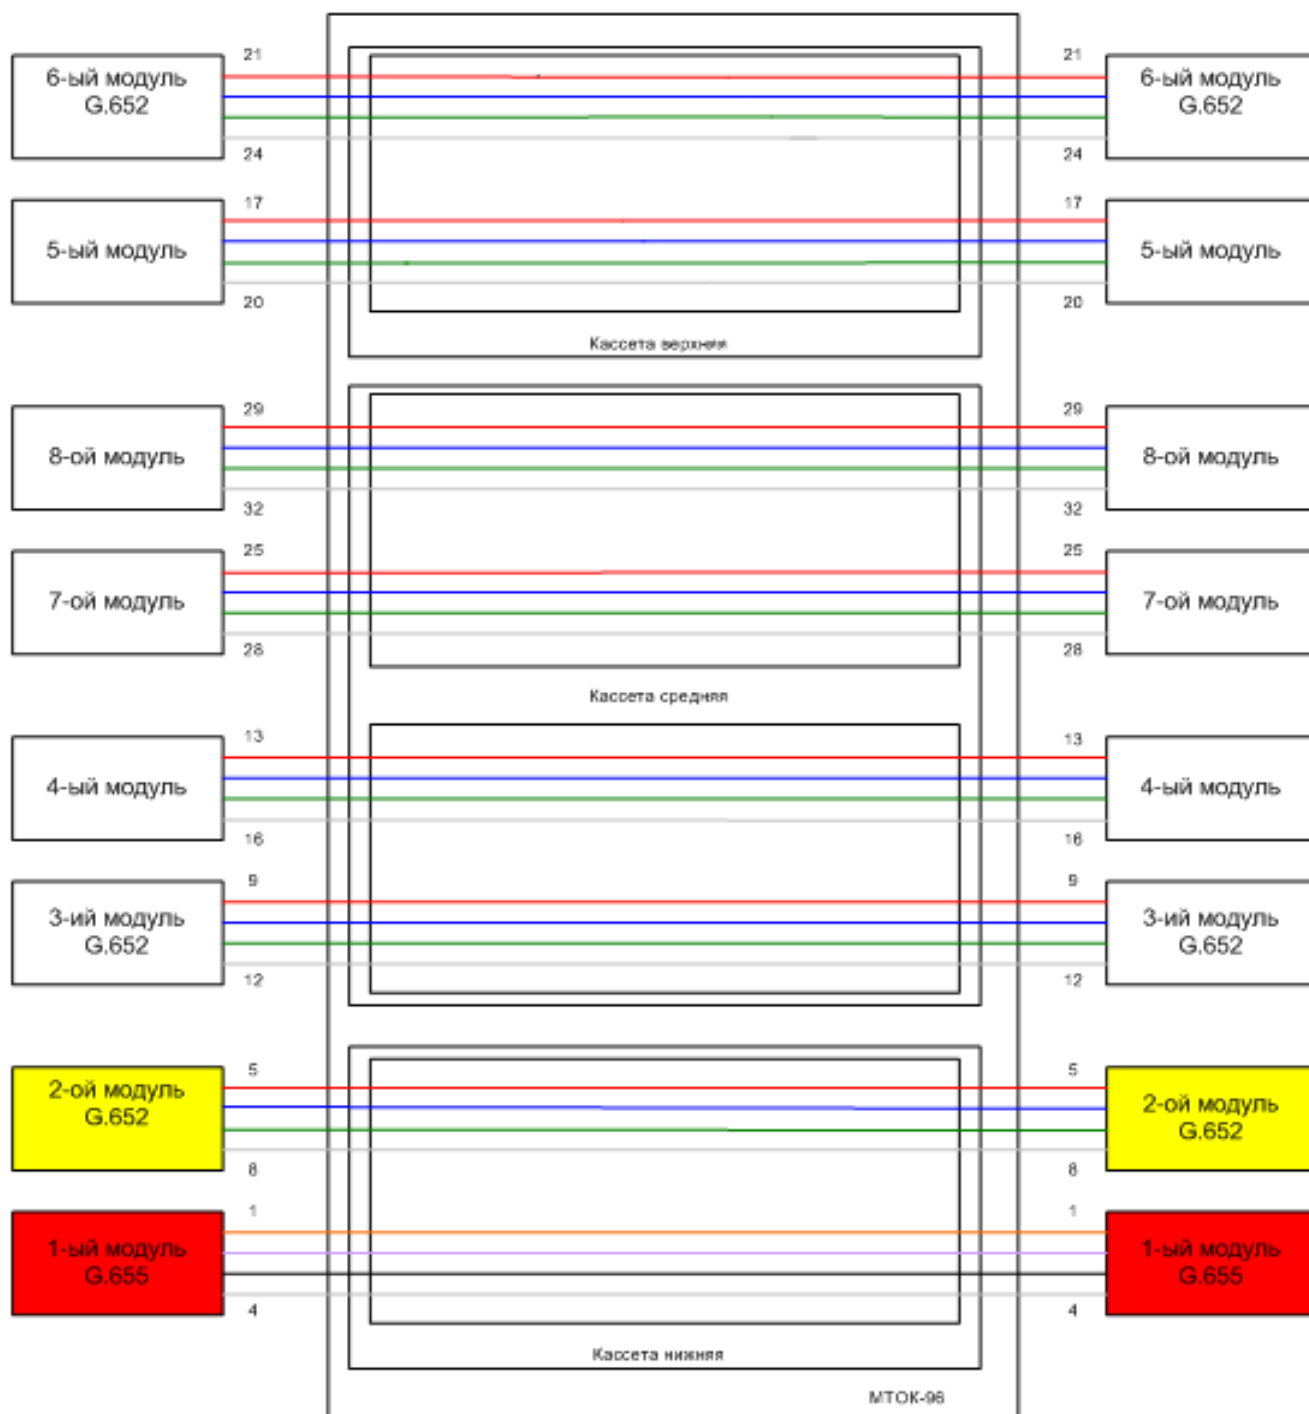 21
21
6-ый модуль
G.652
6-ый модуль
G.652
24
24
17
17
5-ый модуль
5-ый модуль
20
20
Кассета верхняя
29
29
8-ой модуль
8-ой модуль
32
32
25
25
7-ой модуль
7-ой модуль
28
28
Кассета средняя
13
13
4-ый модуль
4-ый модуль
16
16
9
9
3-ий модуль
G.652
3-ий модуль
G.652
12
12
5
5
2-ой модуль
G.652
2-ой модуль
G.652
8
8
1
1
1-ый модуль
G.655
1-ый модуль
G.655
4
4
Кассета нижняя
МТОК-96